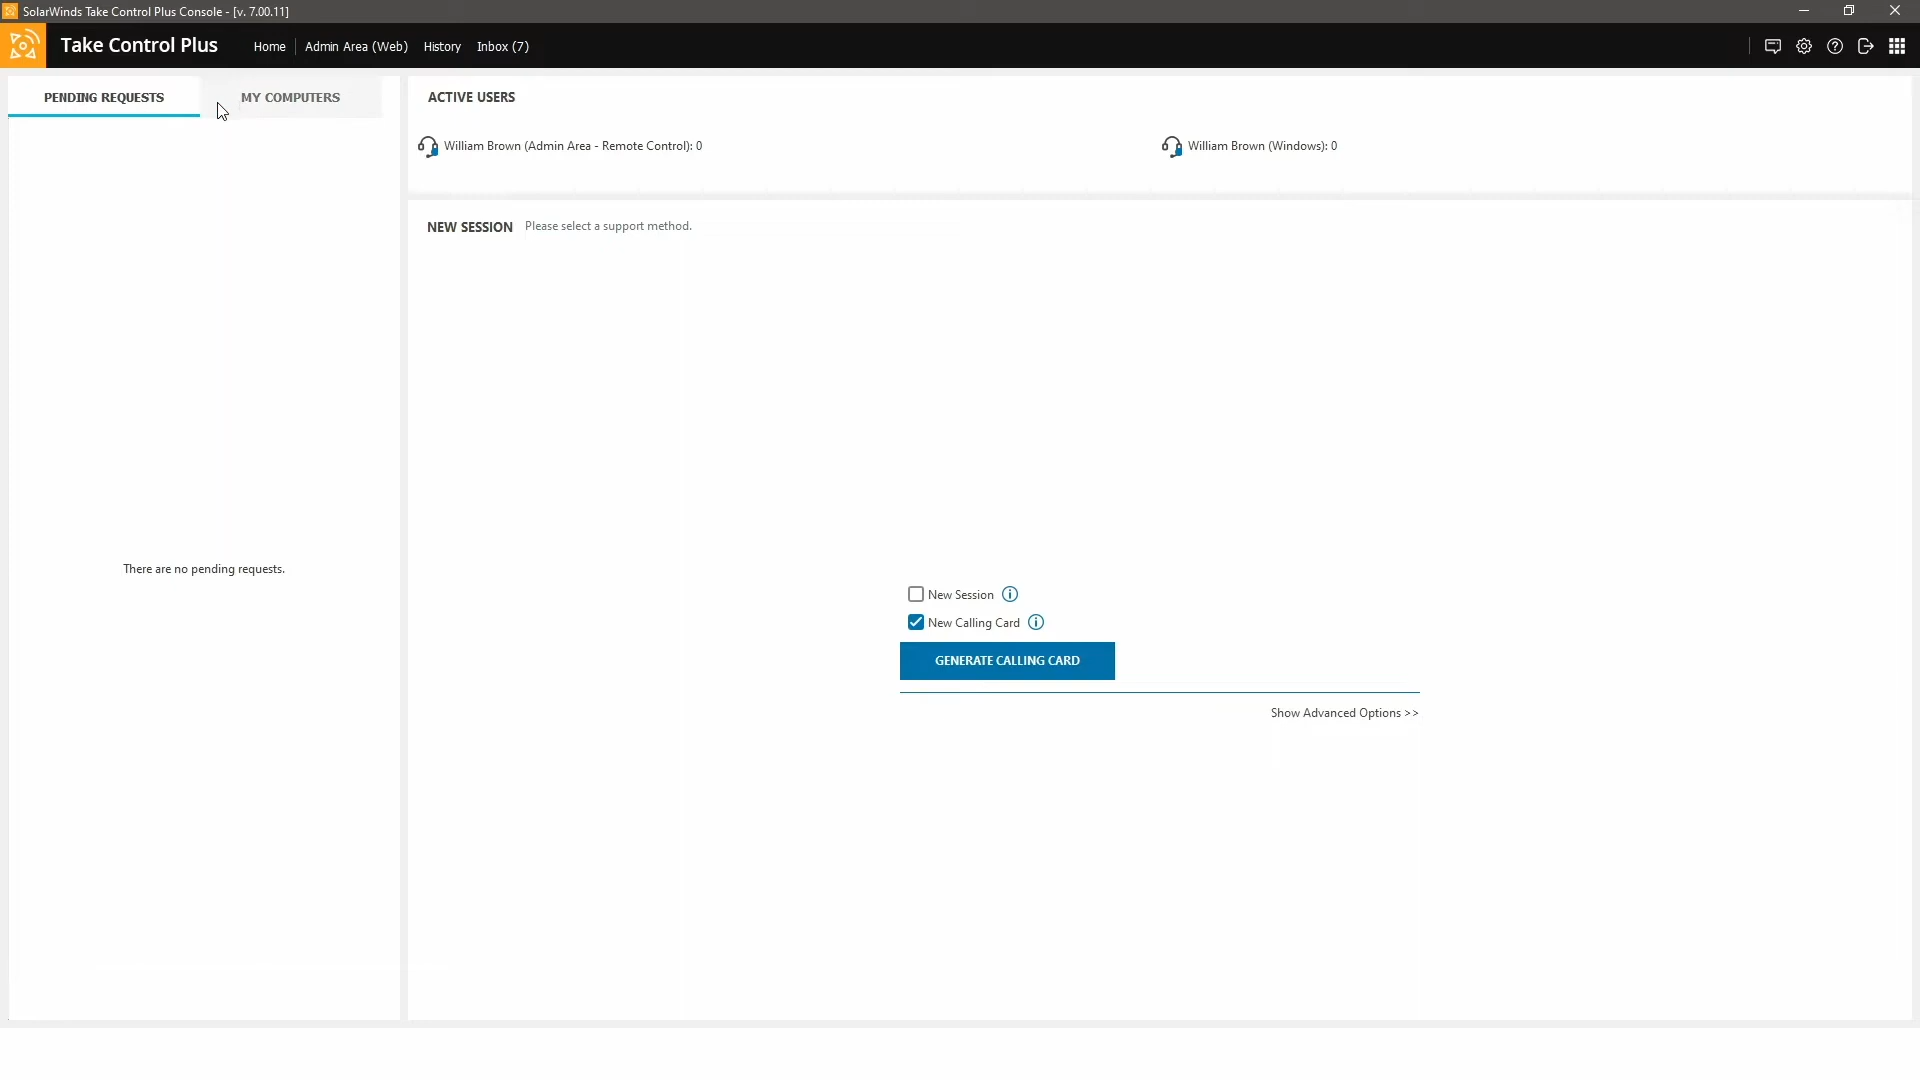 SolarWinds Take Control Plus Console - [v. 7.00.11]
Take Control Plus
Home
Admin Area (Web)
History
Inbox (7)
PENDING REQUESTS
MY COMPUTERS
There are no pending requests.
ACTIVE USERS
William Brown (Admin Area - Remote Control): 0
William Brown (Windows): 0
NEW SESSION
Please select a support method.
New Session
New Calling Card
GENERATE CALLING CARD
Show Advanced Options >>